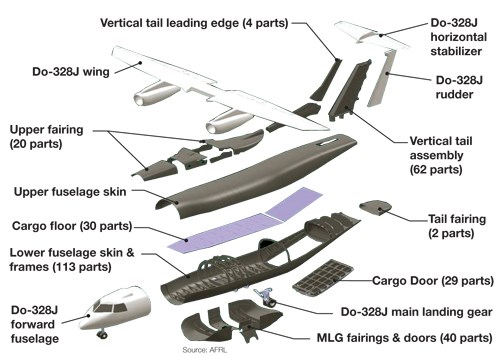 Vertical tail leading edge (4 parts)
Do-328J
horizontal
stabilizer
Do-328J wing
Do-328J
rudder
Upper fairing
(20 parts)
Vertical tail
assembly
(62 parts)
Upper fuselage skin
Cargo floor (30 parts)
Tail fairing
(2 parts)
Lower fuselage skin &
frames (113 parts)
Cargo Door (29 parts)
Do-328J
forward
fuselage
Do-328J main landing gear
MLG fairings & doors (40 parts)
Source: AFRL